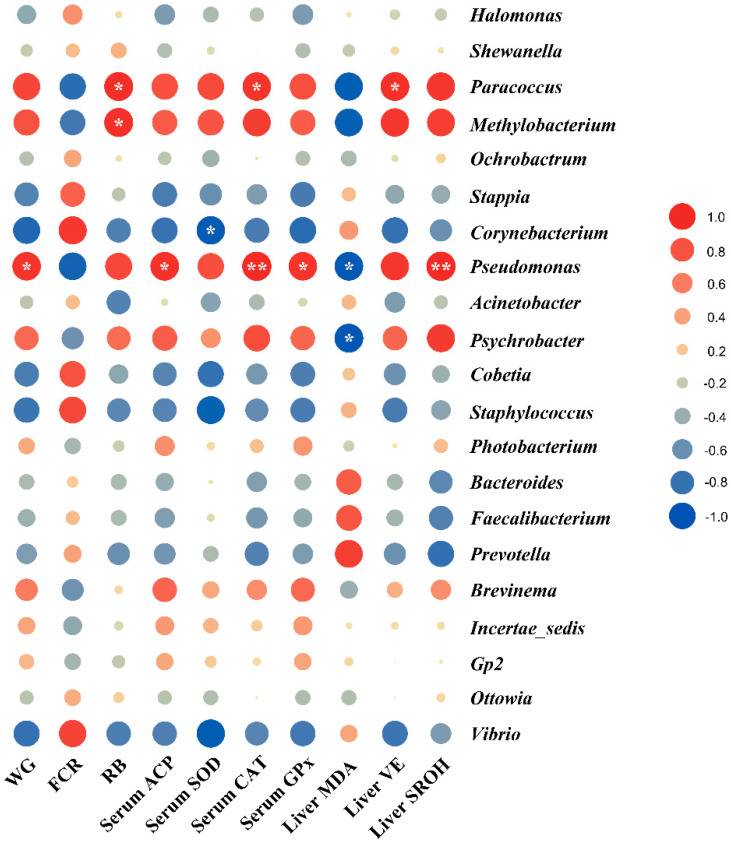 Halomonas
Shewanella
* * * Paracoccus
* Methylobacterium
Ochrobactrum
Stappia
* Corynebacterium
* * ** * * ** Pseudomonas
Acinetobacter
* Psychrobacter
Cobetia
Staphylococcus
Photobacterium
Bacteroides
Faecalibacterium
Prevotella
Brevinema
Incertae_sedis
Gp2
Ottowia
Vibrio
WG FCR RB Serum ACP Serum SOD Serum CAT Serum GPx Liver MDA Liver VE Liver SROH
1.0
0.8
0.6
0.4
0.2
-0.2
-0.4
-0.6
-0.8
-1.0